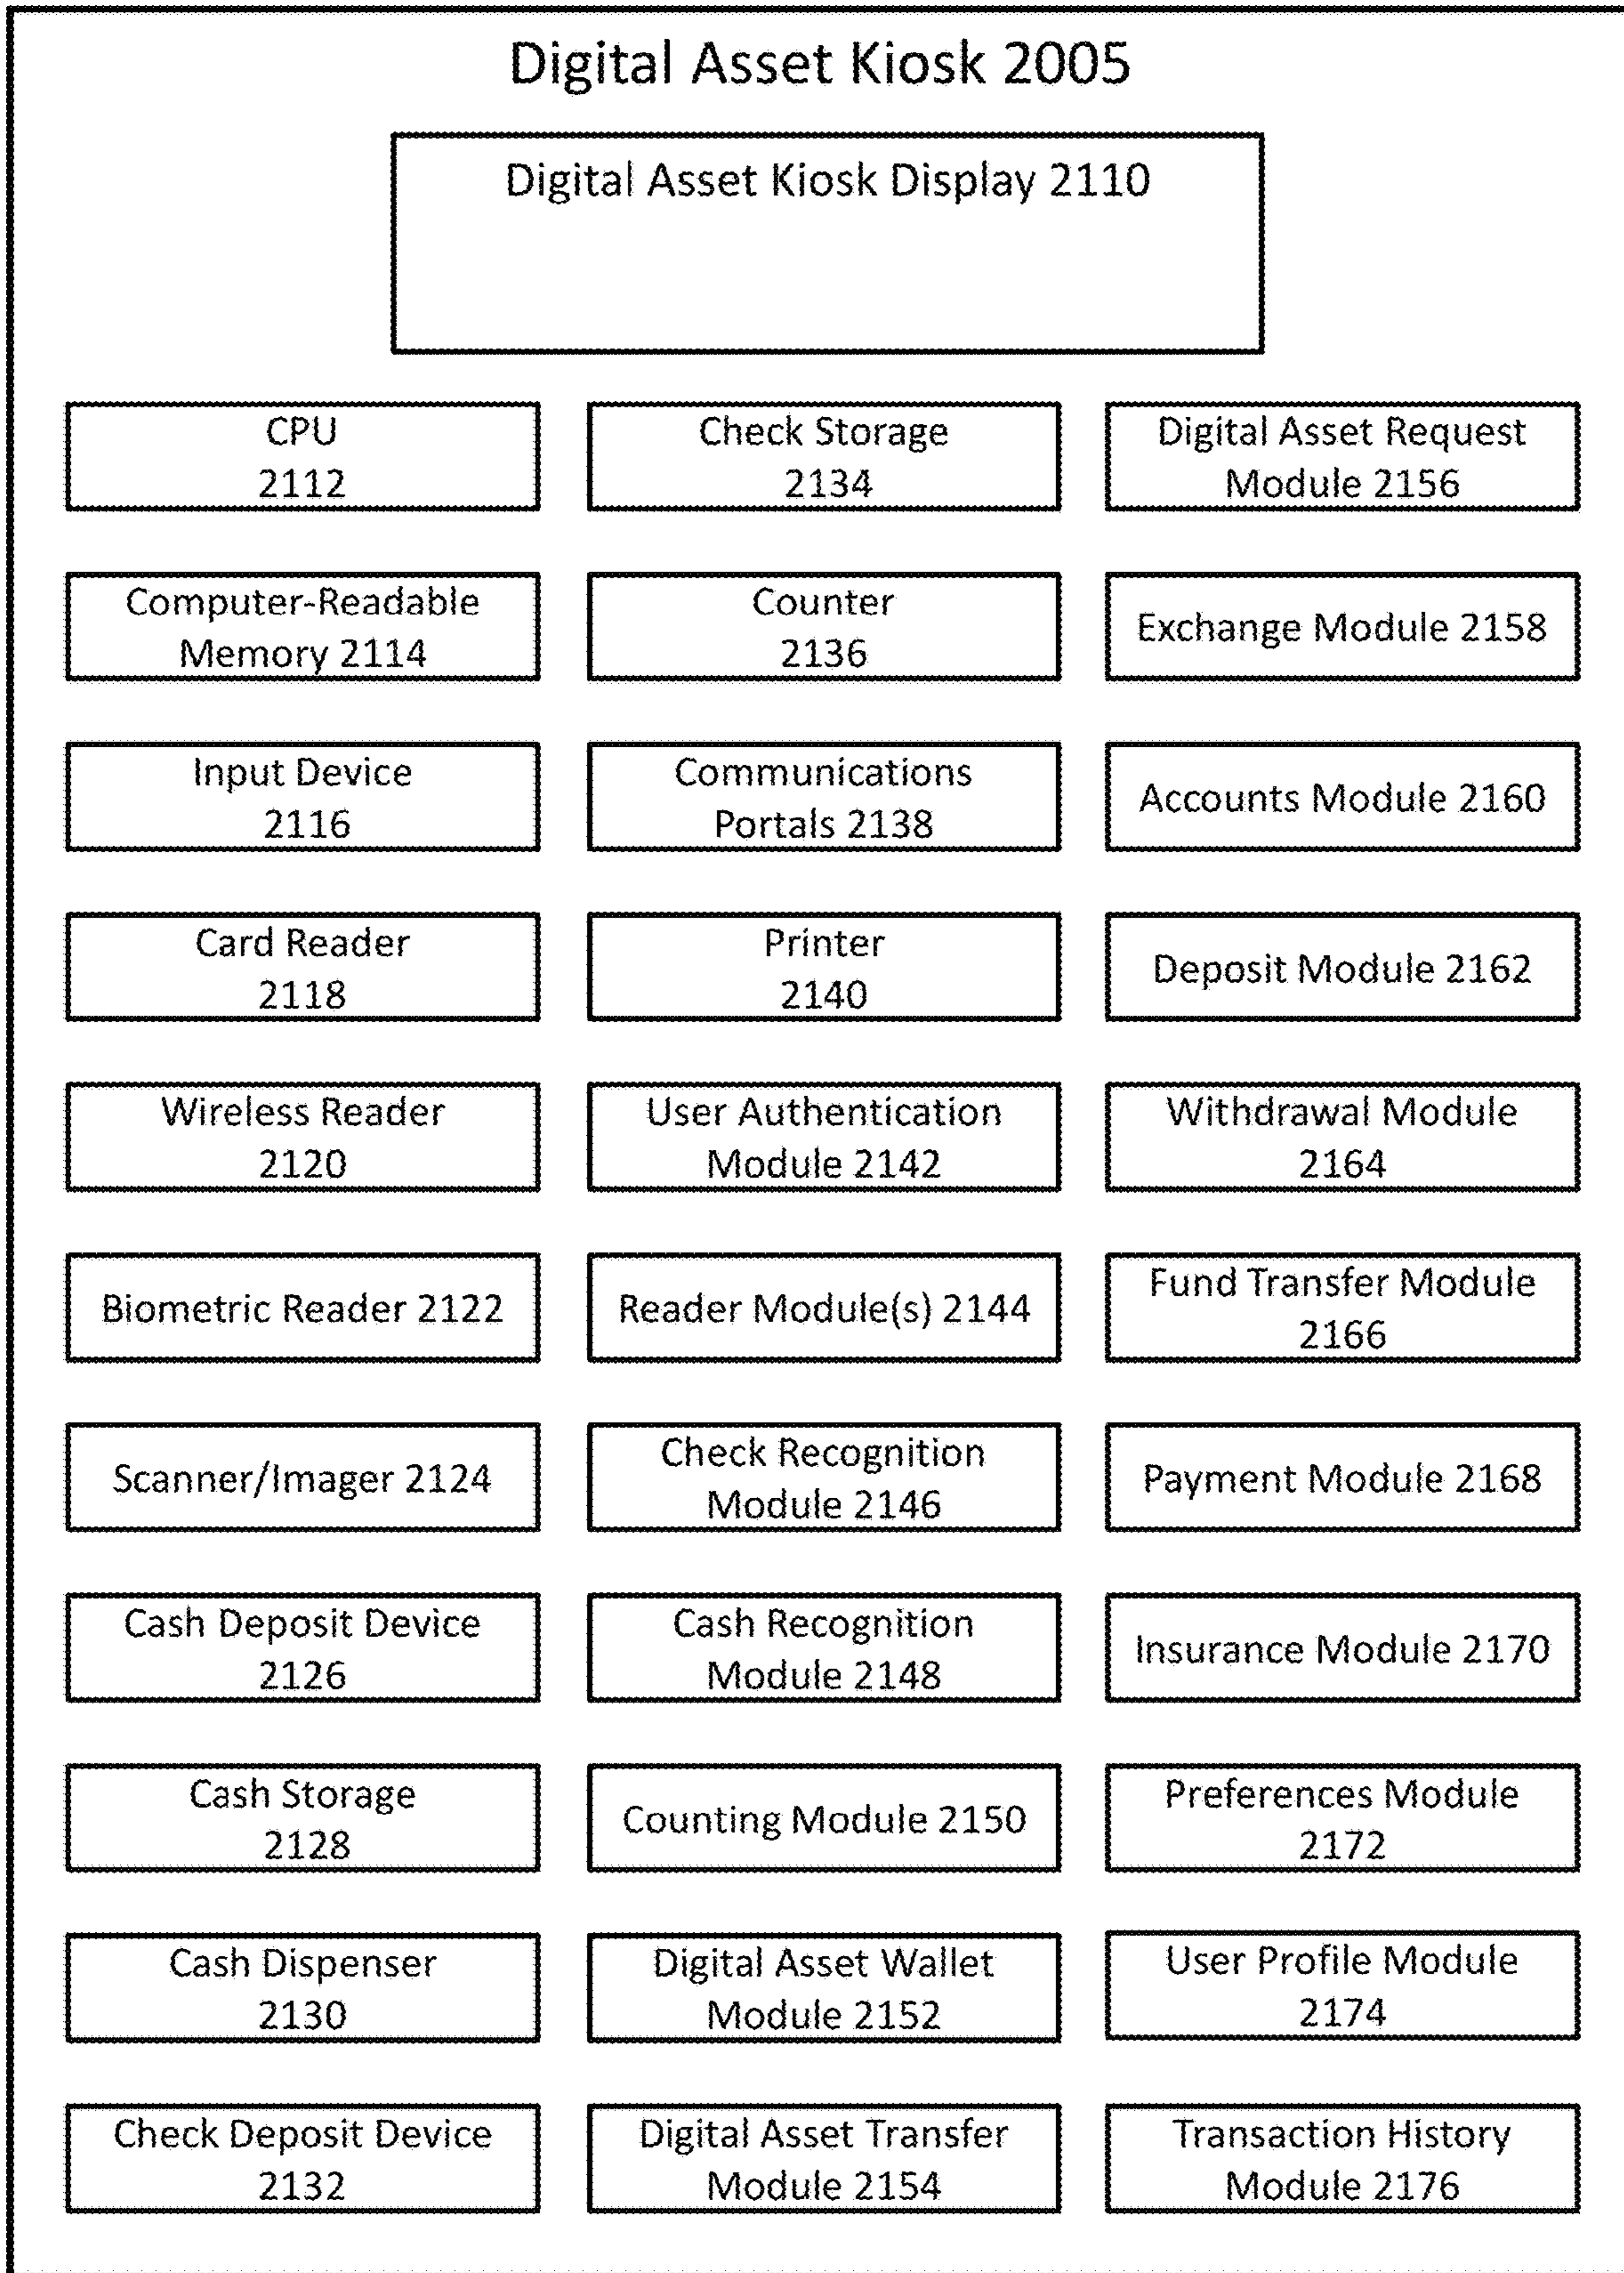 Digital Asset Kiosk 2005
Digital Asset Kiosk Display 2110
CPU
2112
Check Storage
2134
Digital Asset Request
Module 2156
Computer-Readable
Memory 2114
Counter
2136
Exchange Module 2158
Input Device
2116
Communications
Portals 2138
Accounts Module 2160
Card Reader
2118
Printer
2140
Deposit Module 2162
Wireless Reader
2120
User Authentication
Module 2142
Withdrawal Module
2164
Biometric Reader 2122
Reader Module(s) 2144
Fund Transfer Module
2166
Scanner/Imager 2124
Check Recognition
Module 2146
Payment Module 2168
Cash Deposit Device
2126
Cash Recognition
Module 2148
Insurance Module 2170
Cash Storage
2128
Counting Module 2150
Preferences Module
2172
Cash Dispenser
2130
Digital Asset Wallet
Module 2152
User Profile Module
2174
Check Deposit Device
2132
Digital Asset Transfer
Module 2154
Transaction History
Module 2176